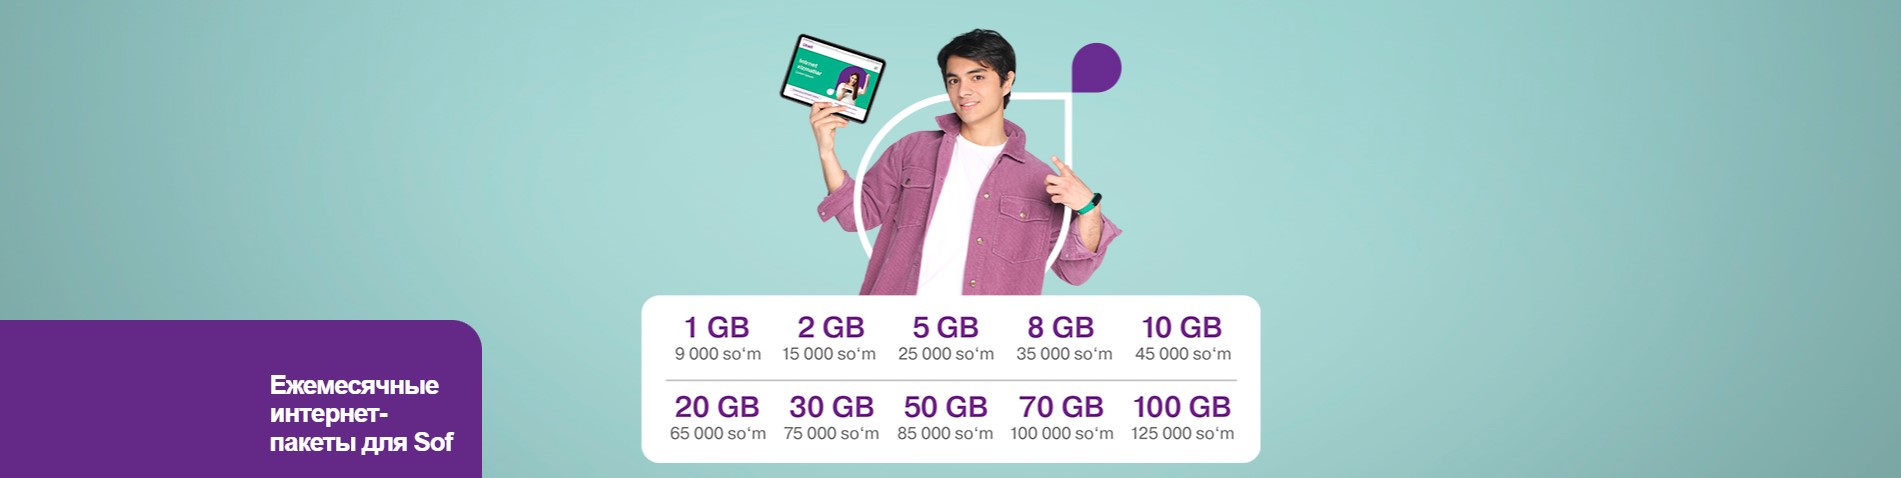 Internet
xizmatlar
1 GB 2 GB 5 GB 8 GB 10 GB
9 000 so‘m 15 000 so‘m 25 000 so‘m 35 000 so‘m 45 000 so‘m
20 GB 30 GB 50 GB 70 GB 100 GB
65 000 so‘m 75 000 so‘m 85 000 so‘m 100 000 so‘m 125 000 so‘m
Ежемесячные
интернет-
пакеты для Sof